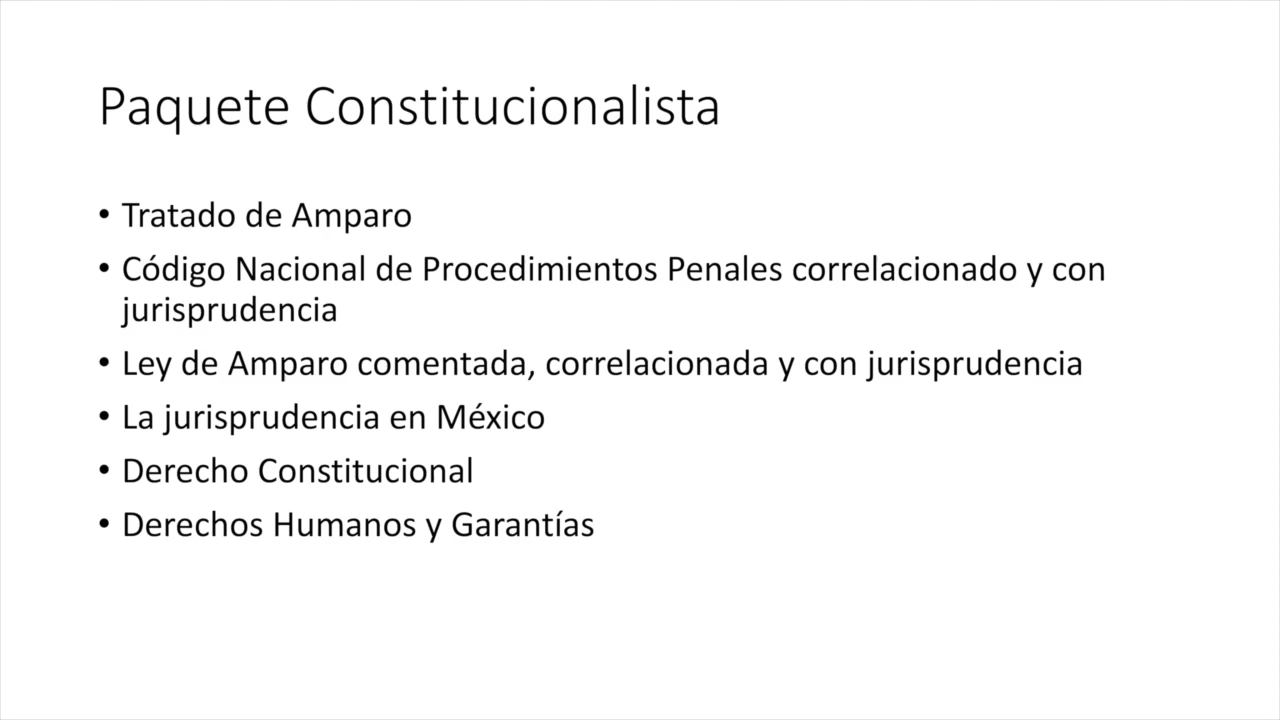 Paquete Constitucionalista
• Tratado de Amparo
• Código Nacional de Procedimientos Penales correlacionado y con
jurisprudencia
• Ley de Amparo comentada, correlacionada y con jurisprudencia
• La jurisprudencia en México
• Derecho Constitucional
• Derechos Humanos y Garantías